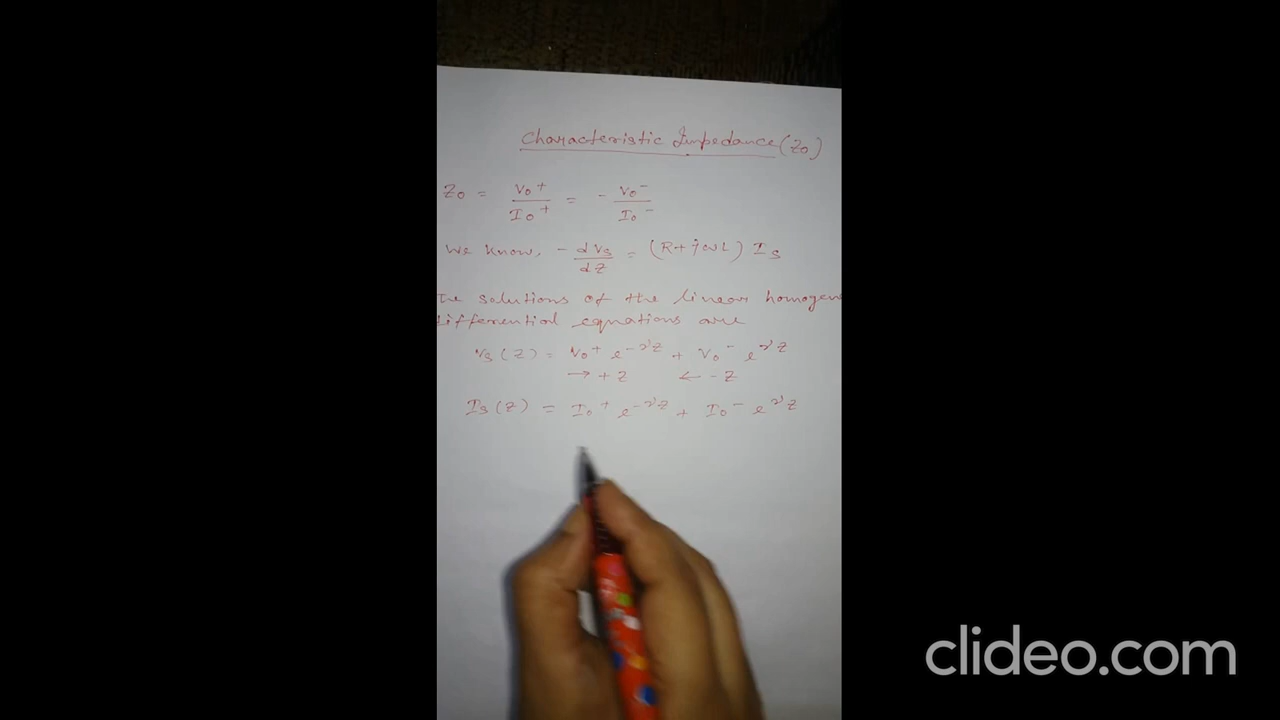 Characteristic Impedance (Z0)
Z0 = V0+ / I0+ = - V0- / I0-
We know, - dVs / dz = (R + jωL) Is
The solutions of the linear homogen
differential equations are
Vs(z) = V0+ e^-γz + V0- e^γz
→ +z ← -z
Is(z) = I0+ e^-γz + I0- e^γz
clideo.com